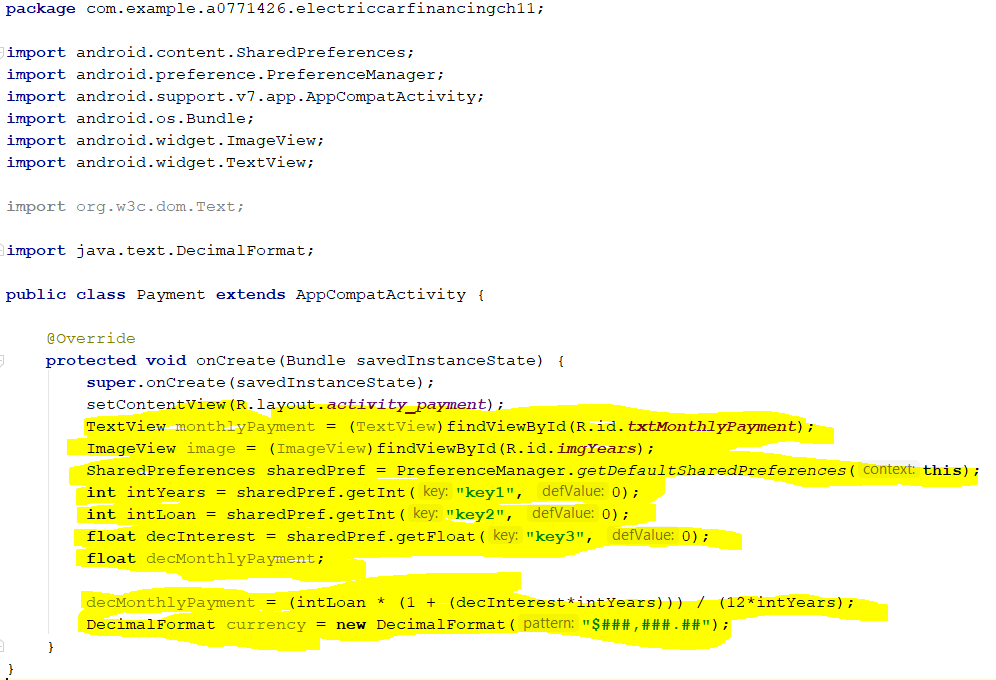 package com.example.a0771426.electriccarfinancingch11;
import android.content.SharedPreferences;
import android.preference.PreferenceManager;
import android.support.v7.app.AppCompatActivity;
import android.os.Bundle;
import android.widget.ImageView;
import android.widget.TextView;
import org.w3c.dom.Text;
import java.text.DecimalFormat;
public class Payment extends AppCompatActivity {
@Override
protected void onCreate(Bundle savedInstanceState) {
super.onCreate(savedInstanceState);
setContentView(R.layout.activity_payment);
TextView monthlyPayment = (TextView)findViewById(R.id.txtMonthlyPayment);
ImageView image = (ImageView)findViewById(R.id.imgYears);
SharedPreferences sharedPref = PreferenceManager.getDefaultSharedPreferences( context: this);
int intYears = sharedPref.getInt( key: "key1", defValue: 0);
int intLoan = sharedPref.getInt( key: "key2", defValue: 0);
float decInterest = sharedPref.getFloat( key: "key3", defValue: 0);
float decMonthlyPayment;
decMonthlyPayment = (intLoan * (1 + (decInterest*intYears))) / (12*intYears);
DecimalFormat currency = new DecimalFormat( pattern: "$###,###.##");
}
}